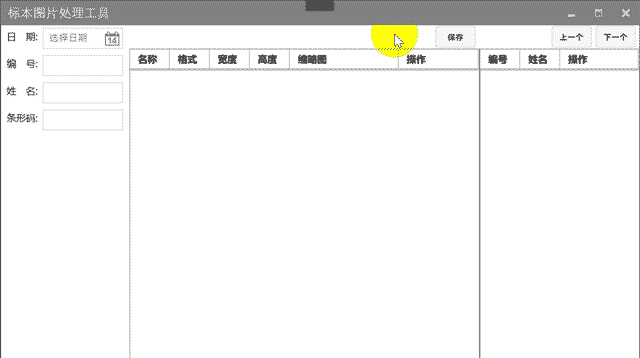 标本图片处理工具
日 期: 选择日期 14 保存 上一个 下一个
名称 格式 宽度 高度 缩略图 操作 编号 姓名 操作
编 号:
姓 名:
条形码: